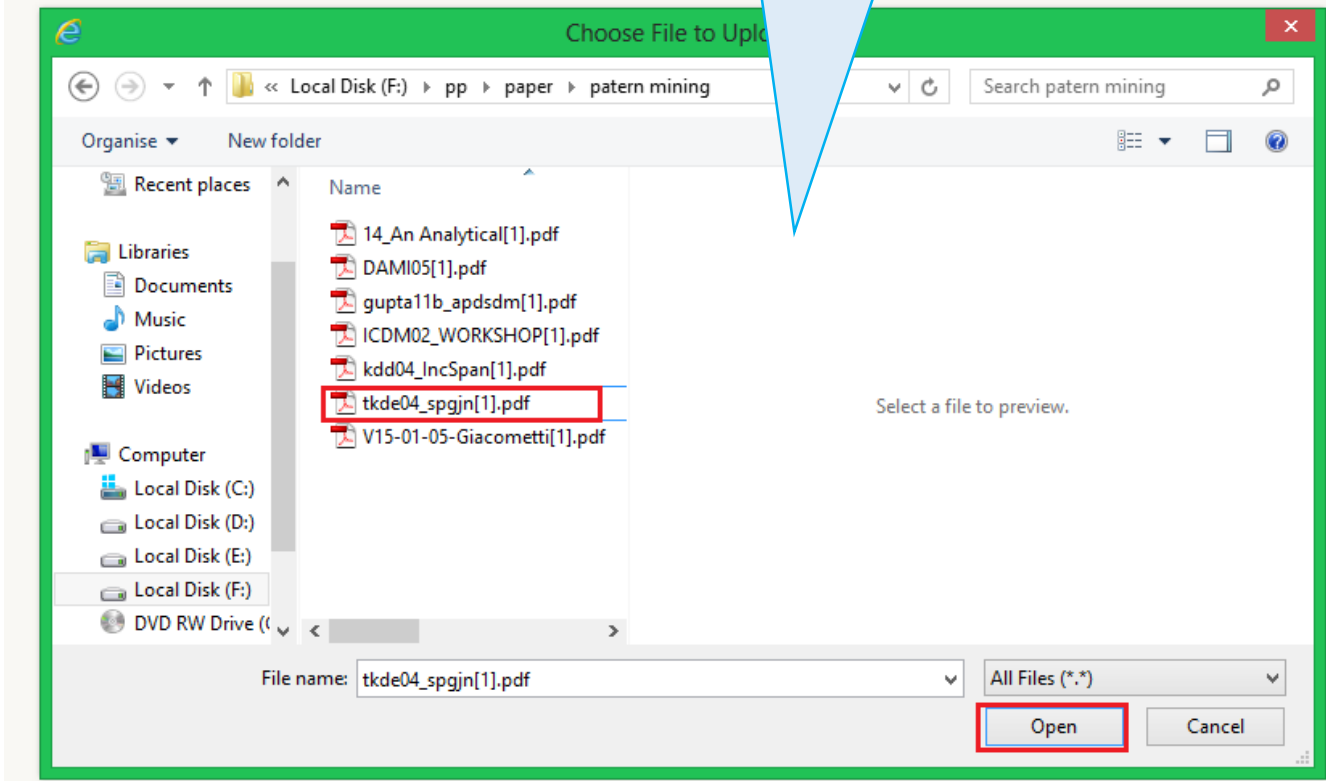 Choose File to Uplo
« Local Disk (F:) pp paper patern mining
Search patern mining
Organise
New folder
Recent places
Libraries
Documents
Music
Pictures
Videos
Computer
Local Disk (C:)
Local Disk (D:)
Local Disk (E:)
Local Disk (F:)
DVD RW Drive (
Name
14_An Analytical[1].pdf
DAMI05[1].pdf
gupta11b_apdsdm[1].pdf
ICDM02_WORKSHOP[1].pdf
kdd04_IncSpan[1].pdf
tkde04_spgjn[1].pdf
V15-01-05-Giacometti[1].pdf
Select a file to preview.
File name: tkde04_spgjn[1].pdf
All Files (*.*)
Open
Cancel